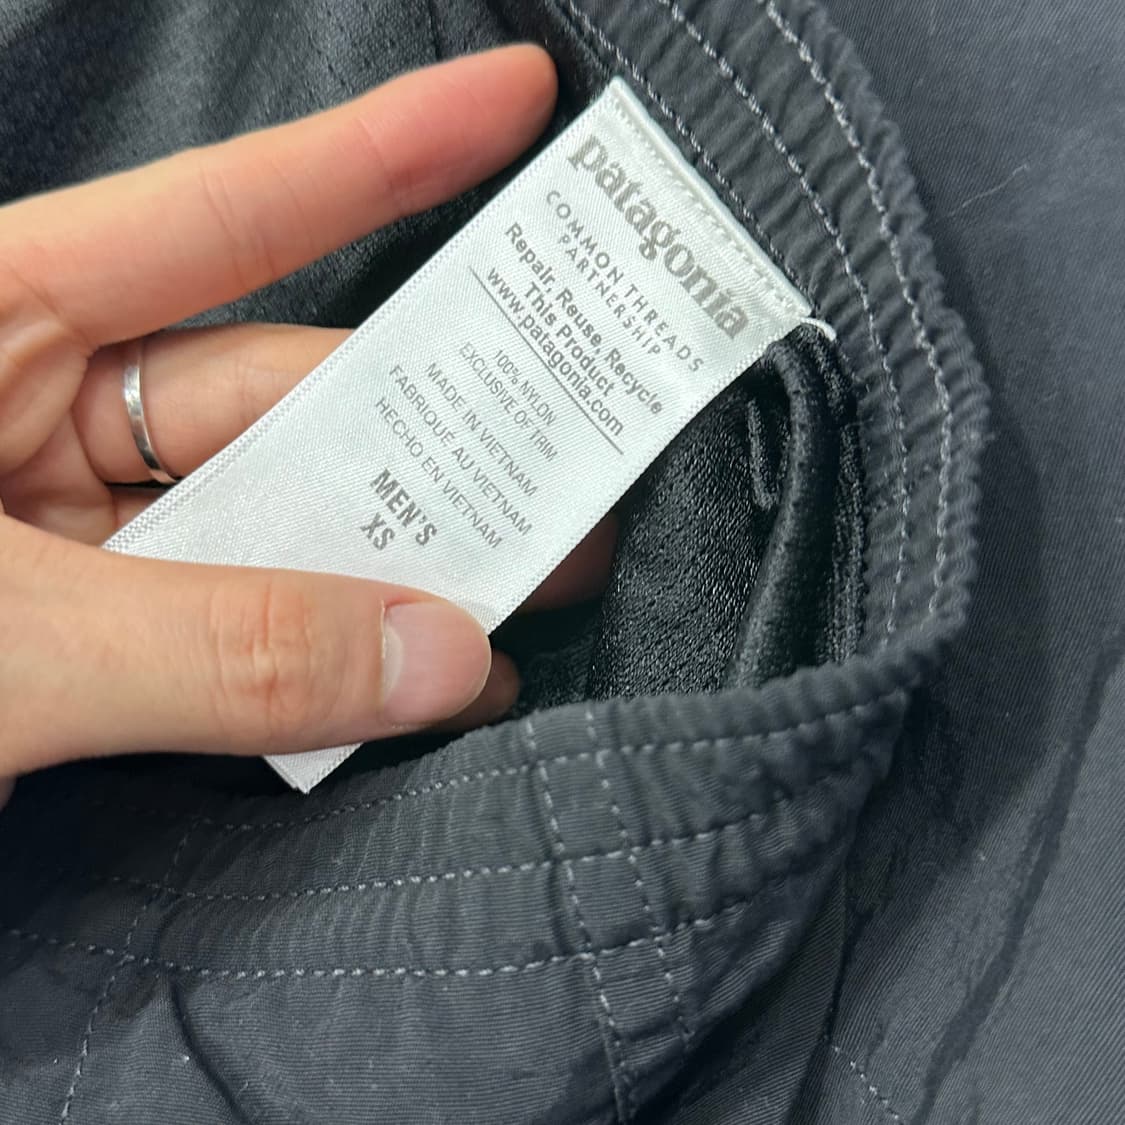 patagonia
COMMON THREADS
PARTNERSHIP
Repair, Reuse, Recycle
This Product
www.patagonia.com
100% NYLON
EXCLUSIVE OF TRIM
MADE IN VIETNAM
FABRIQUE AU VIETNAM
HECHO EN VIETNAM
MEN'S
XS